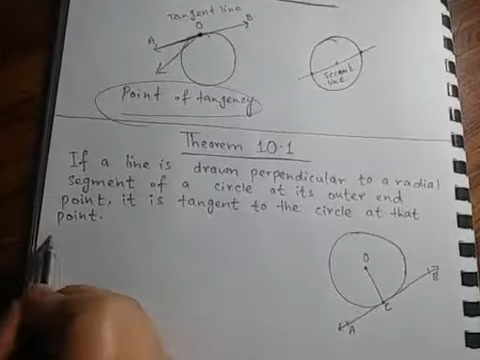 Tangent line
O
B
A
secent
line
Point of tangency
Theorem 10.1
If a line is drawn perpendicular to a radial
segment of a circle at its outer end
point, it is tangent to the circle at that
point.
O
B
C
A